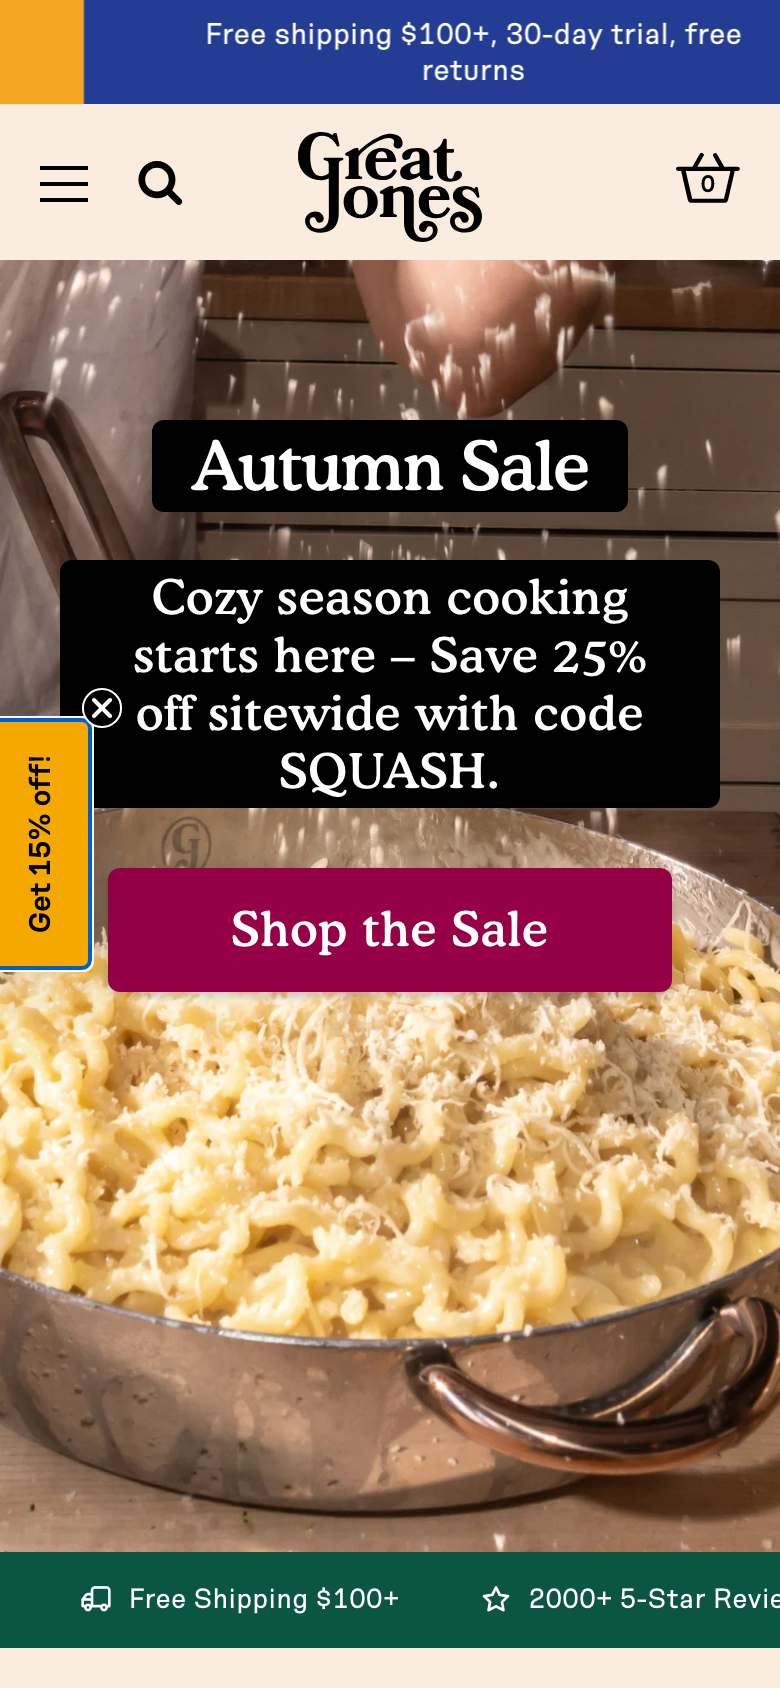 Free shipping $100+, 30-day trial, free
returns
Great
Jones
0
Autumn Sale
Cozy season cooking
starts here – Save 25%
off sitewide with code
SQUASH.
Get 15% off!
G
Shop the Sale
Free Shipping $100+
2000+ 5-Star